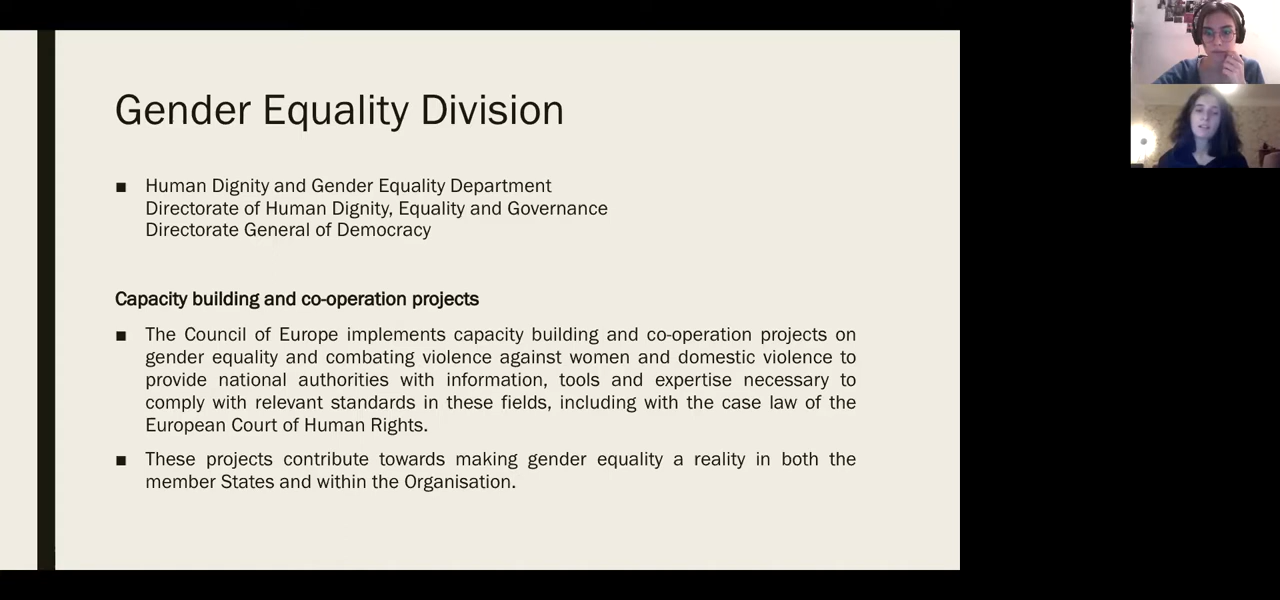 Gender Equality Division
■ Human Dignity and Gender Equality Department
Directorate of Human Dignity, Equality and Governance
Directorate General of Democracy
Capacity building and co-operation projects
■ The Council of Europe implements capacity building and co-operation projects on
gender equality and combating violence against women and domestic violence to
provide national authorities with information, tools and expertise necessary to
comply with relevant standards in these fields, including with the case law of the
European Court of Human Rights.
■ These projects contribute towards making gender equality a reality in both the
member States and within the Organisation.